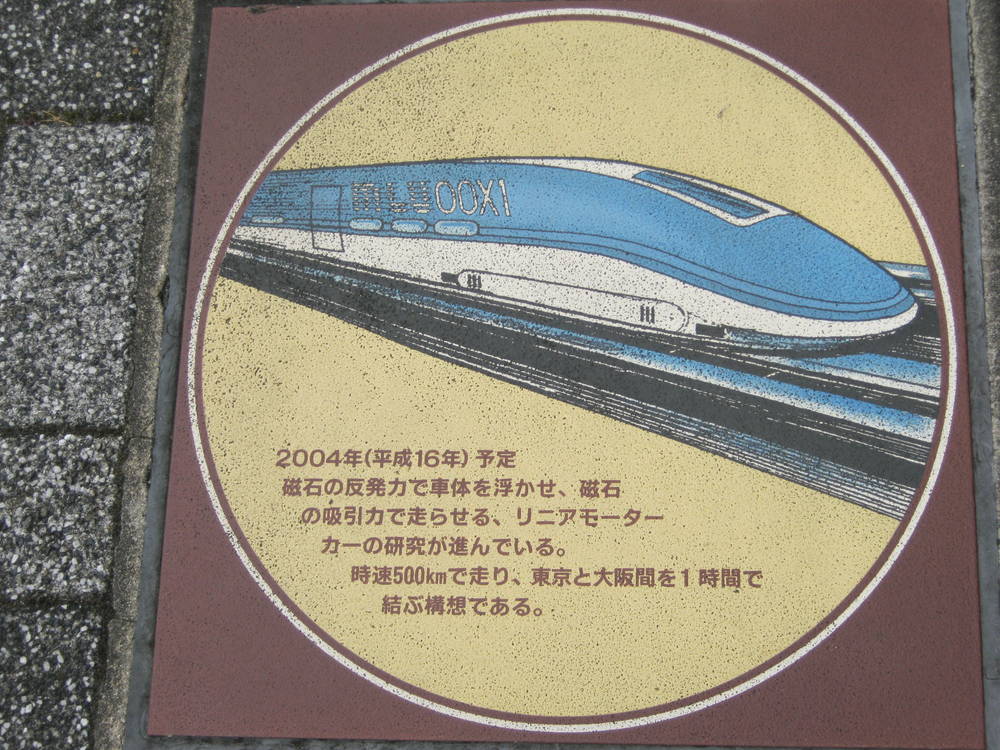 MLU00X1
2004年(平成16年) 予定
磁石の反発力で車体を浮かせ、磁石
の吸引力で走らせる、リニアモーター
カーの研究が進んでいる。
時速500kmで走り、東京と大阪間を1時間で
結ぶ構想である。